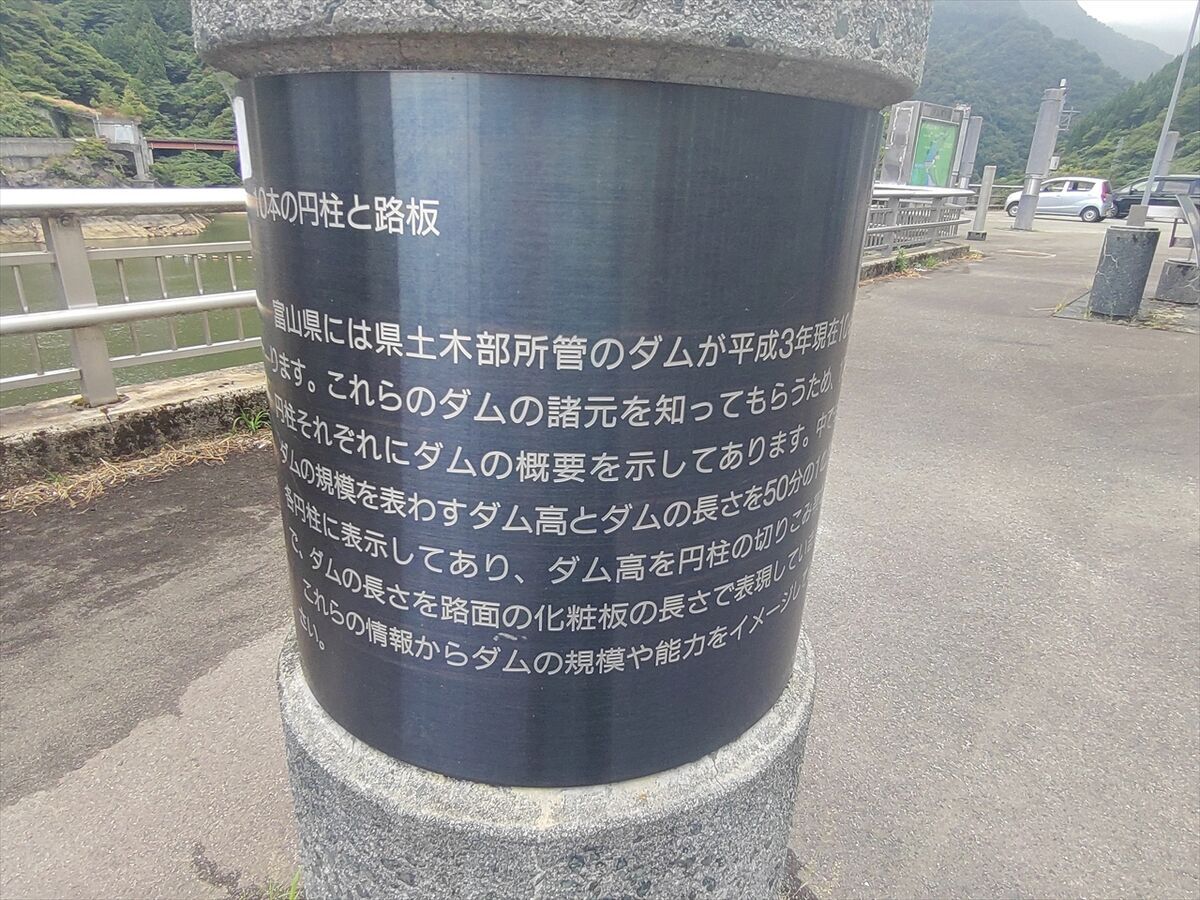 10本の円柱と路板
富山県には県土木部所管のダムが平成3年現在10
ります。これらのダムの諸元を知ってもらうため、
円柱それぞれにダムの概要を示してあります。中で
ダムの規模を表わすダム高とダムの長さを50分の1
各円柱に表示してあり、ダム高を円柱の切りこみ
で、ダムの長さを路面の化粧板の長さで表現してい
これらの情報からダムの規模や能力をイメージし
さい。